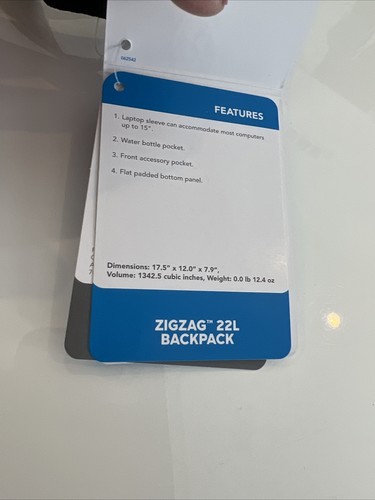 FEATURES
1. Laptop sleeve can accommodate most computers
up to 15".
2. Water bottle pocket.
3. Front accessory pocket.
4. Flat padded bottom panel.
Dimensions: 17.5" x 12.0" x 7.9",
Volume: 1342.5 cubic inches, Weight: 0.0 lb 12.4 oz
ZIGZAG™ 22L
BACKPACK